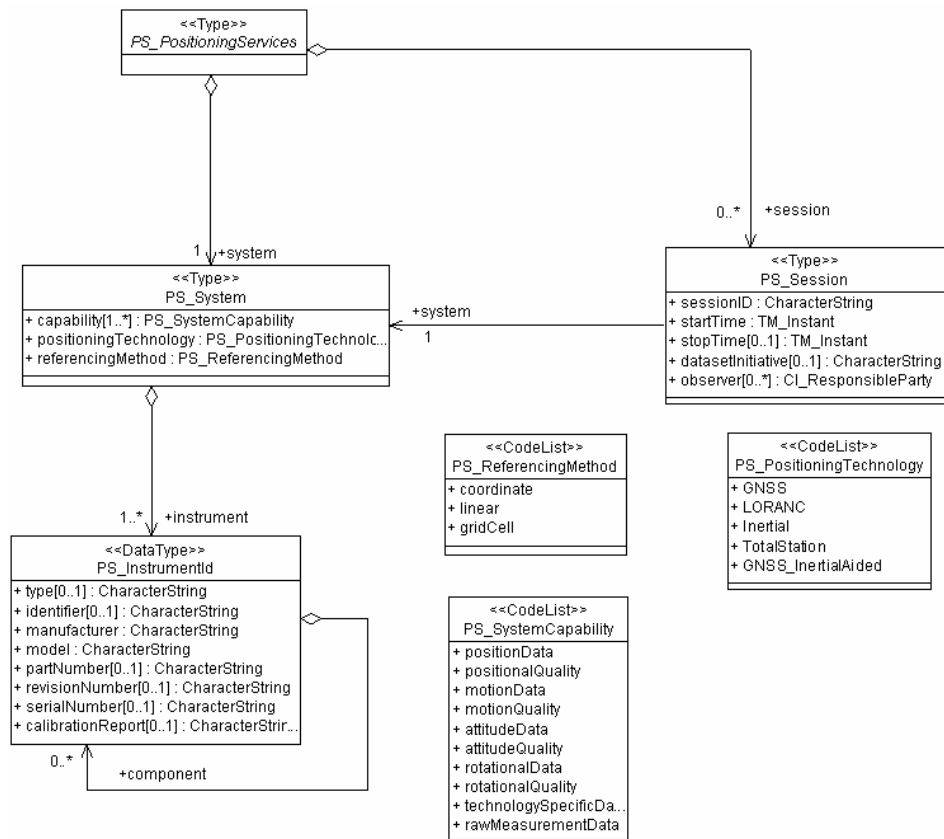 <<Type>>
PS_PositioningServices
0..*
+session
1
+system
<<Type>>
PS_System
+ capability[1..*] : PS_SystemCapability
+ positioningTechnology : PS_PositioningTechnolc...
+ referencingMethod : PS_ReferencingMethod
+system
1
<<Type>>
PS_Session
+ sessionID : CharacterString
+ startTime : TM_Instant
+ stopTime[0..1] : TM_Instant
+ datasetInitiative[0..1] : CharacterString
+ observer[0..*] : CI_ResponsibleParty
1..*
+instrument
<<DataType>>
PS_InstrumentId
+ type[0..1] : CharacterString
+ identifier[0..1] : CharacterString
+ manufacturer : CharacterString
+ model : CharacterString
+ partNumber[0..1] : CharacterString
+ revisionNumber[0..1] : CharacterString
+ serialNumber[0..1] : CharacterString
+ calibrationReport[0..1] : CharacterStrir...
0..*
+component
<<CodeList>>
PS_ReferencingMethod
+ coordinate
+ linear
+ gridCell
<<CodeList>>
PS_PositioningTechnology
+ GNSS
+ LORANC
+ Inertial
+ TotalStation
+ GNSS_InertialAided
<<CodeList>>
PS_SystemCapability
+ positionData
+ positionalQuality
+ motionData
+ motionQuality
+ attitudeData
+ attitudeQuality
+ rotationalData
+ rotationalQuality
+ technologySpecificDa...
+ rawMeasurementData